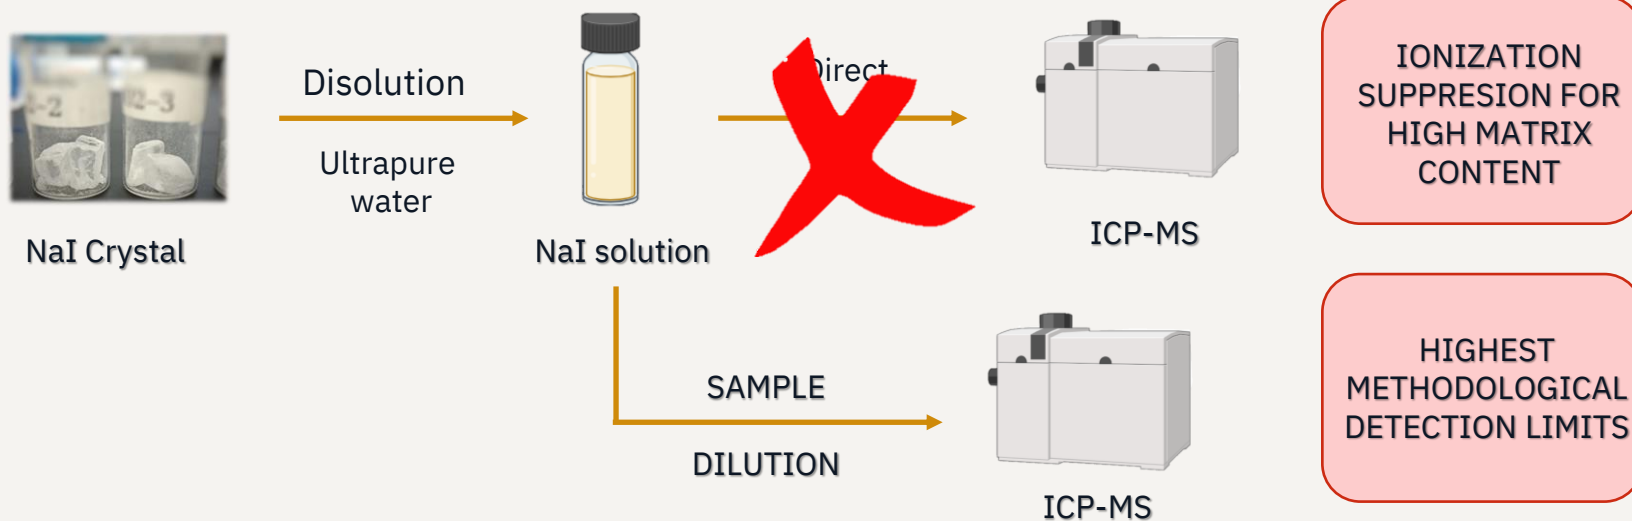 Disolution
Ultrapure
water
NaI Crystal
NaI solution
Direct
ICP-MS
IONIZATION
SUPPRESION FOR
HIGH MATRIX
CONTENT
SAMPLE
DILUTION
ICP-MS
HIGHEST
METHODOLOGICAL
DETECTION LIMITS